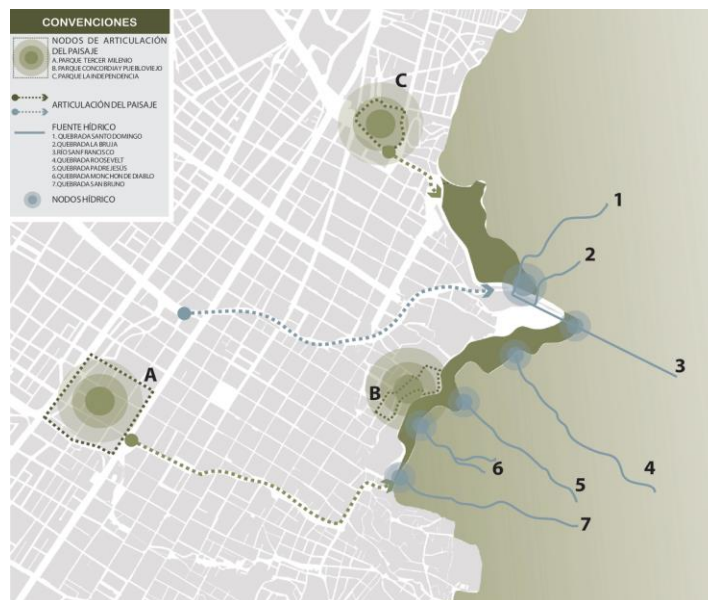 CONVENCIONES
NODOS DE ARTICULACIÓN
DEL PAISAJE
A. PARQUE TERCER MILENIO
B. PARQUE CONCORDIA Y PUEBLO VIEJO
C. PARQUE LA INDEPENDENCIA
ARTICULACIÓN DEL PAISAJE
FUENTE HÍDRICO
1. QUEBRADA SANTO DOMINGO
2. QUEBRADA LA BRUJA
3. RÍO SAN FRANCISCO
4. QUEBRADA ROOSEVELT
5. QUEBRADA PADRE JESÚS
6. QUEBRADA MONCHON DE DIABLO
7. QUEBRADA SAN BRUNO
NODOS HÍDRICO
C
1
2
3
A
B
4
6
5
7